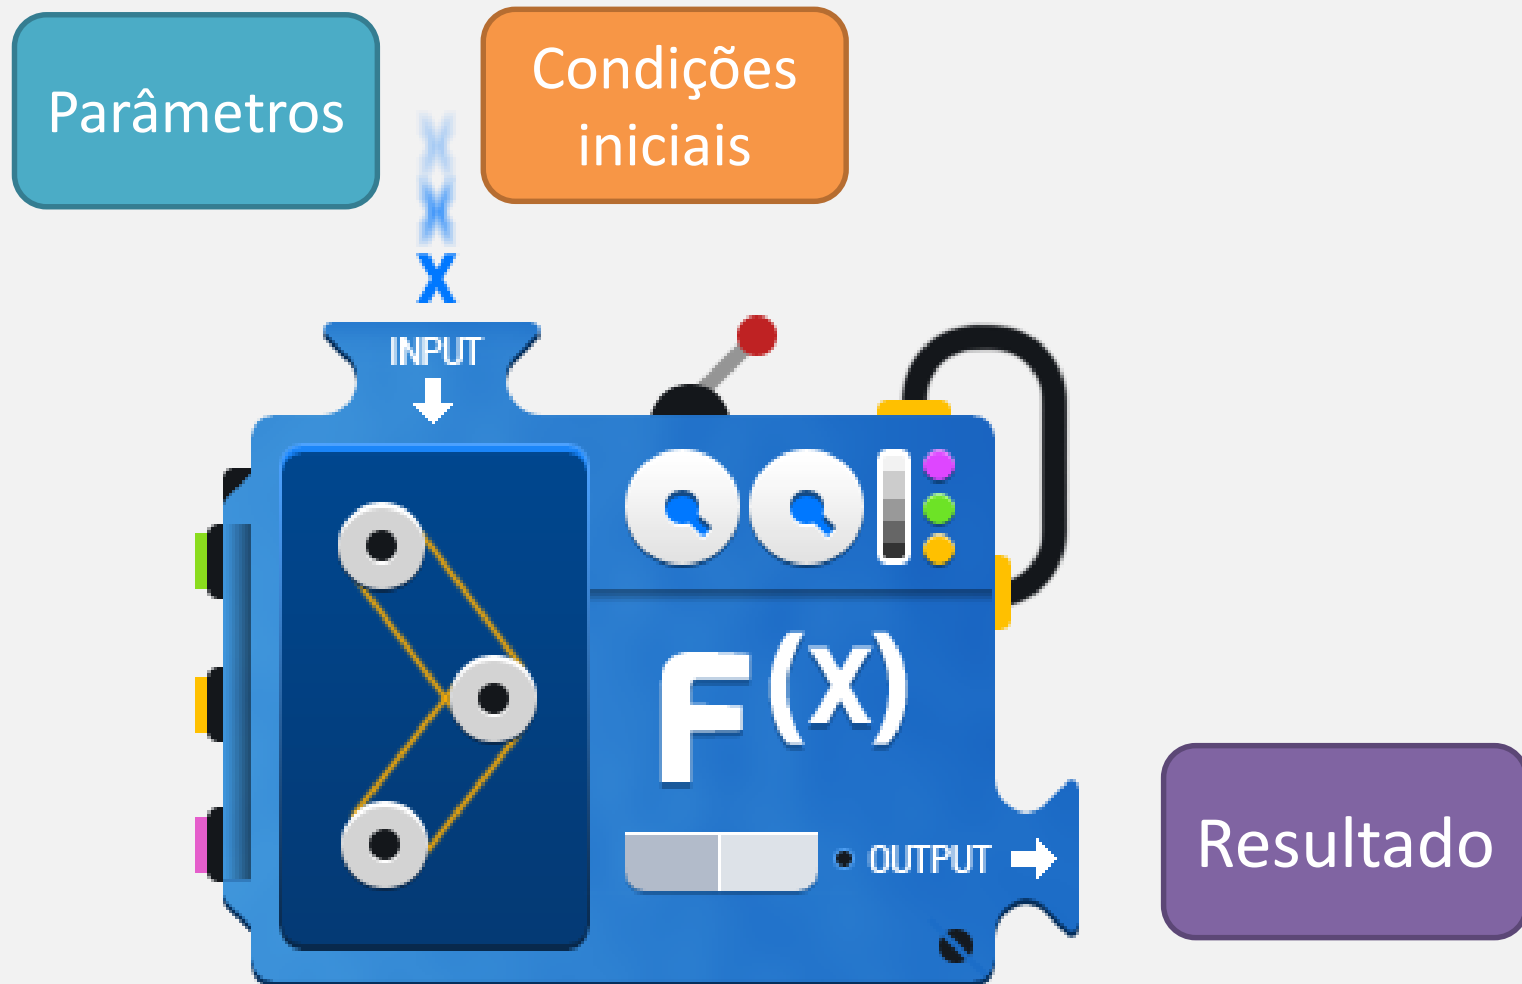 Parâmetros
Condições
iniciais
X
X
X
INPUT
F(X)
OUTPUT
Resultado